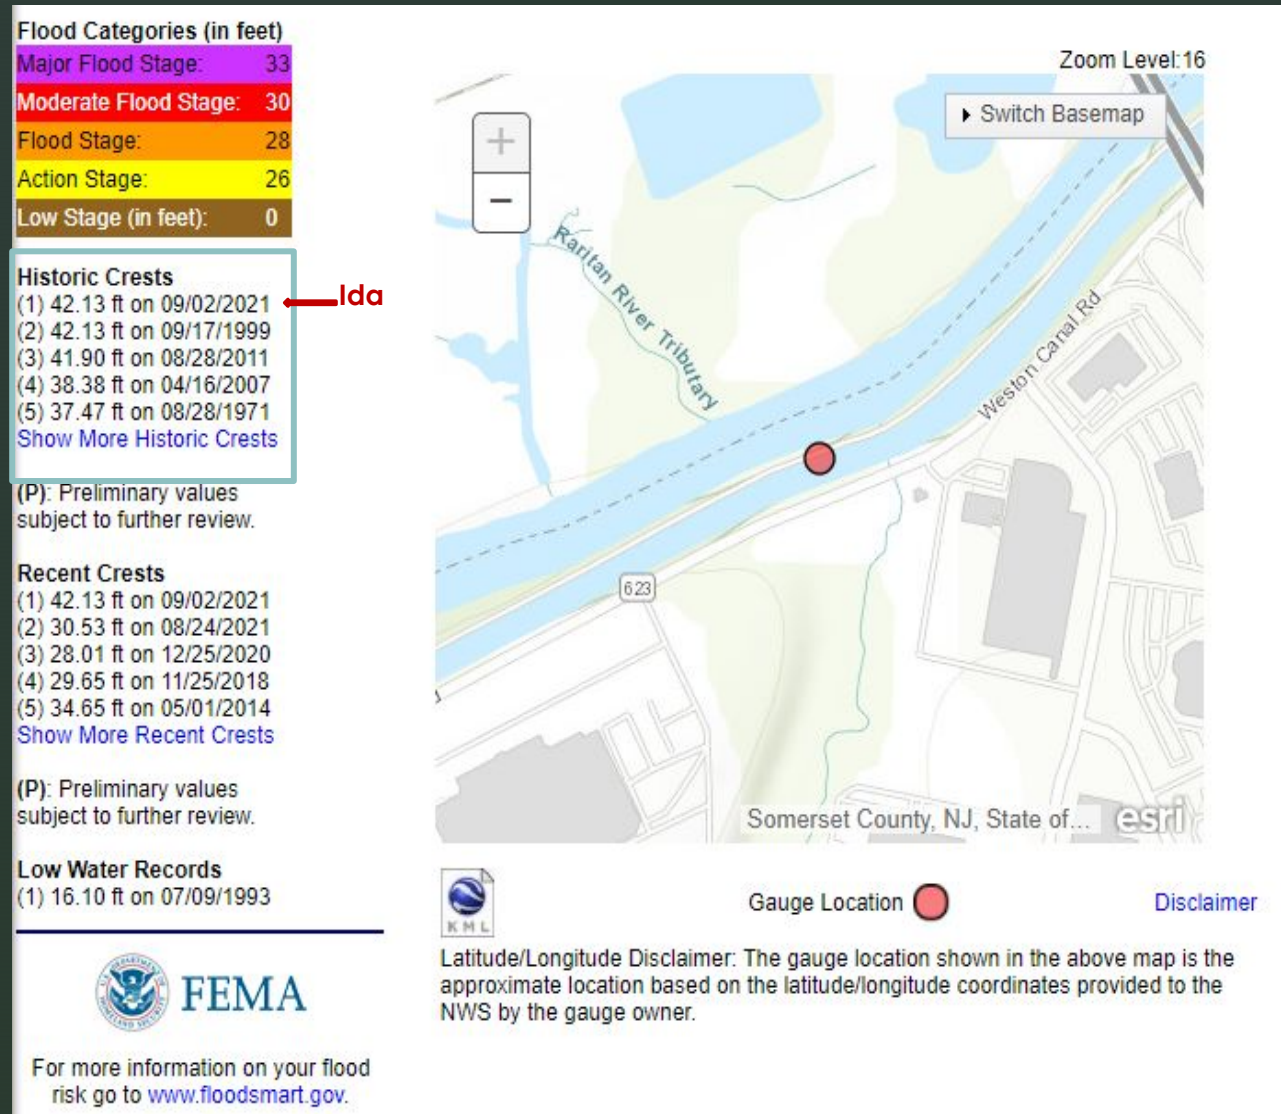 Flood Categories (in feet)
Major Flood Stage: 33
Moderate Flood Stage: 30
Flood Stage: 28
Action Stage: 26
Low Stage (in feet): 0
Historic Crests
(1) 42.13 ft on 09/02/2021
Ida
(2) 42.13 ft on 09/17/1999
(3) 41.90 ft on 08/28/2011
(4) 38.38 ft on 04/16/2007
(5) 37.47 ft on 08/28/1971
Show More Historic Crests
(P): Preliminary values
subject to further review.
Recent Crests
(1) 42.13 ft on 09/02/2021
(2) 30.53 ft on 08/24/2021
(3) 28.01 ft on 12/25/2020
(4) 29.65 ft on 11/25/2018
(5) 34.65 ft on 05/01/2014
Show More Recent Crests
(P): Preliminary values
subject to further review.
Low Water Records
(1) 16.10 ft on 07/09/1993
FEMA
For more information on your flood
risk go to www.floodsmart.gov.
Zoom Level:16
Switch Basemap
+
−
Raritan River Tributary
Weston Canal Rd
623
Somerset County, NJ, State of...
esri
KML
Gauge Location
Disclaimer
Latitude/Longitude Disclaimer: The gauge location shown in the above map is the
approximate location based on the latitude/longitude coordinates provided to the
NWS by the gauge owner.